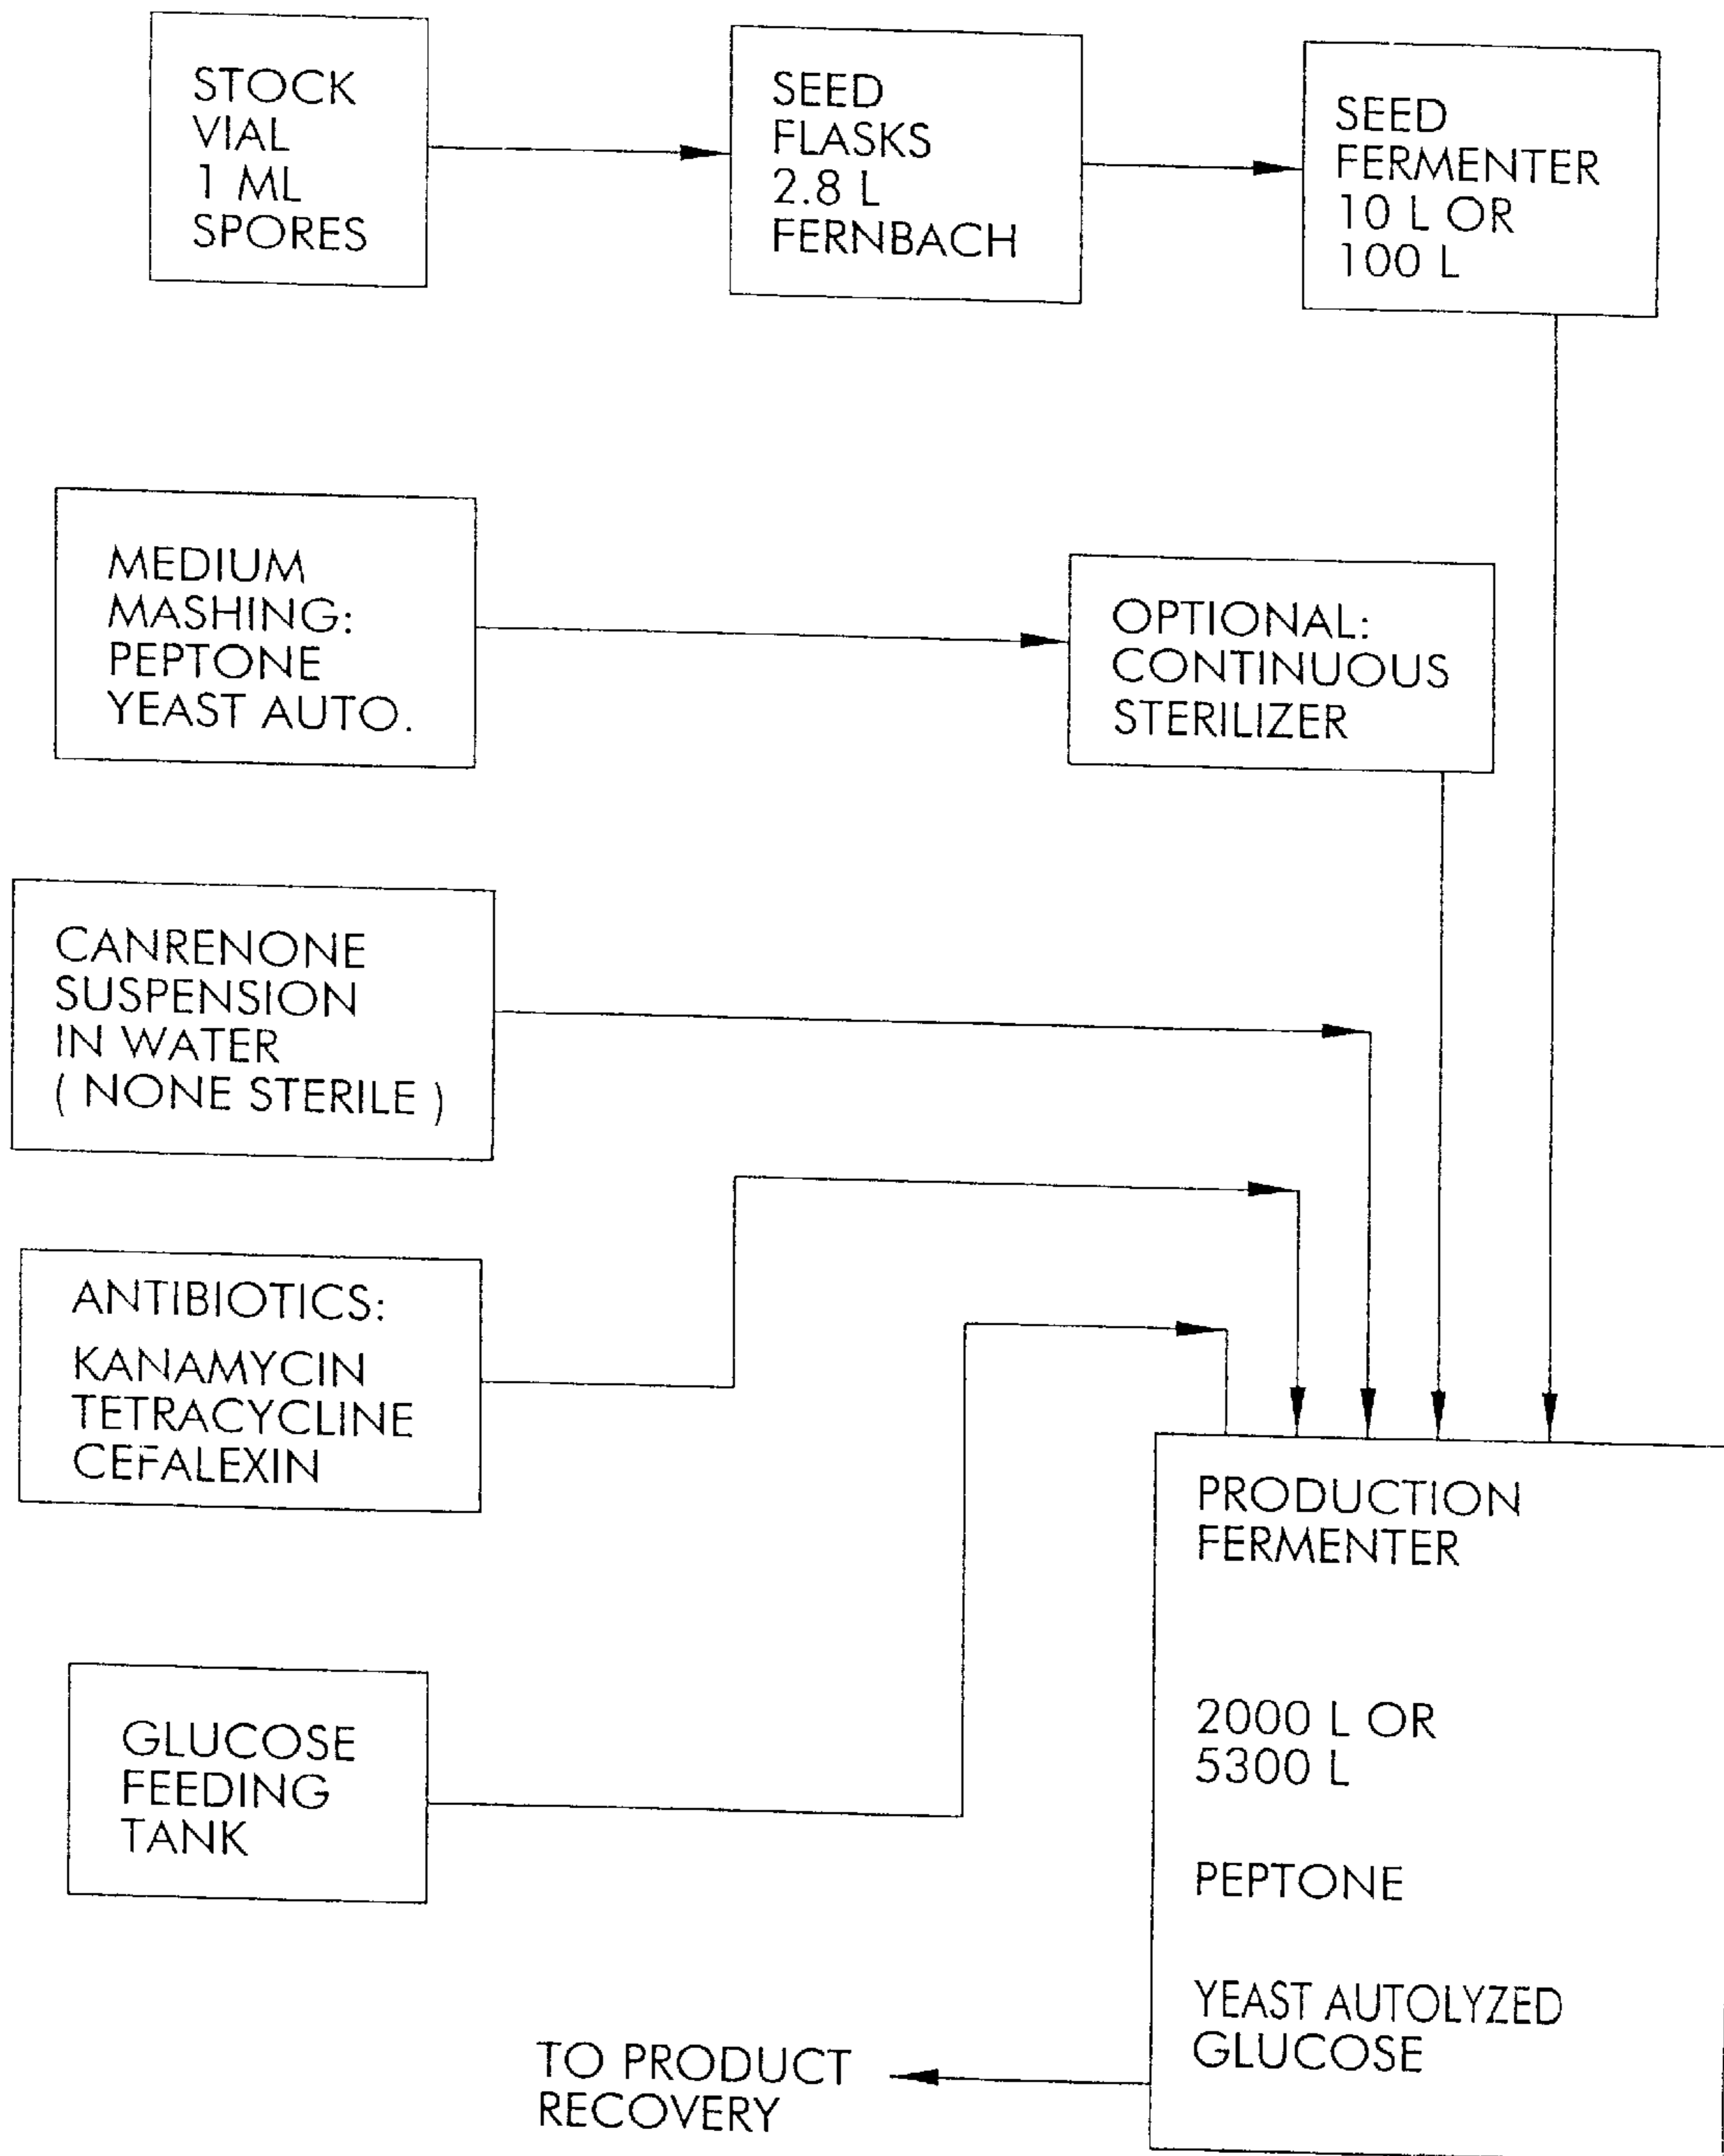 STOCK
VIAL
1 ML
SPORES
SEED
FLASKS
2.8 L
FERNBACH
SEED
FERMENTER
10 L OR
100 L
MEDIUM
MASHING:
PEPTONE
YEAST AUTO.
OPTIONAL:
CONTINUOUS
STERILIZER
CANRENONE
SUSPENSION
IN WATER
( NONE STERILE )
ANTIBIOTICS:
KANAMYCIN
TETRACYCLINE
CEFALEXIN
GLUCOSE
FEEDING
TANK
PRODUCTION
FERMENTER
2000 L OR
5300 L
PEPTONE
YEAST AUTOLYZED
GLUCOSE
TO PRODUCT
RECOVERY